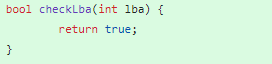 bool checkLba(int lba) {
        return true;
}